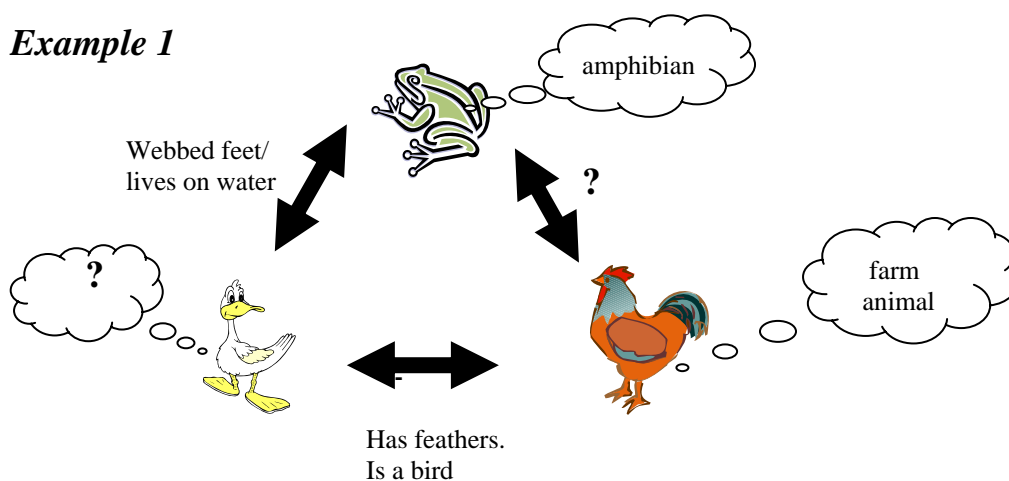 Example 1
amphibian
Webbed feet/
lives on water
?
?
farm
animal
-
Has feathers.
Is a bird